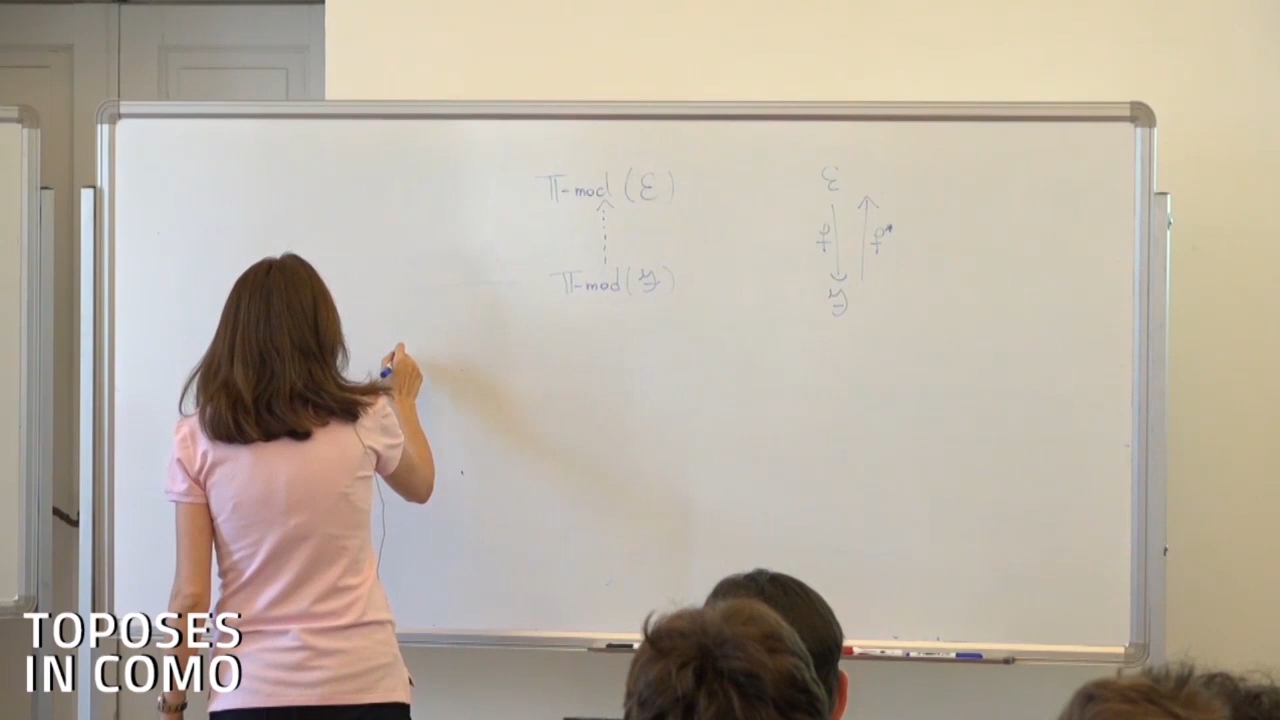 𝕋-mod (ℰ)
𝕋-mod (ℱ)
ℰ
f f*
ℱ
TOPOSES
IN COMO